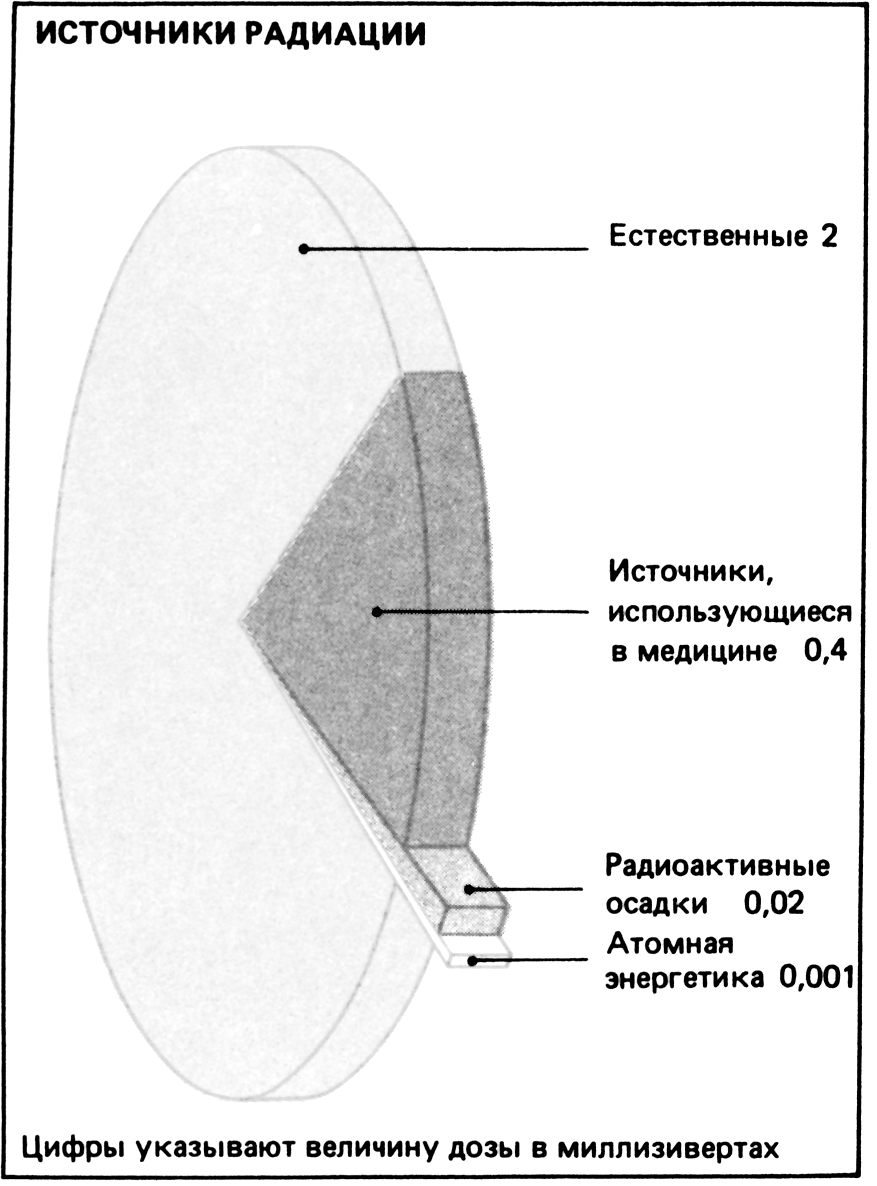 ИСТОЧНИКИ РАДИАЦИИ
Естественные 2
Источники,
использующиеся
в медицине 0,4
Радиоактивные
осадки 0,02
Атомная
энергетика 0,001
Цифры указывают величину дозы в миллизивертах